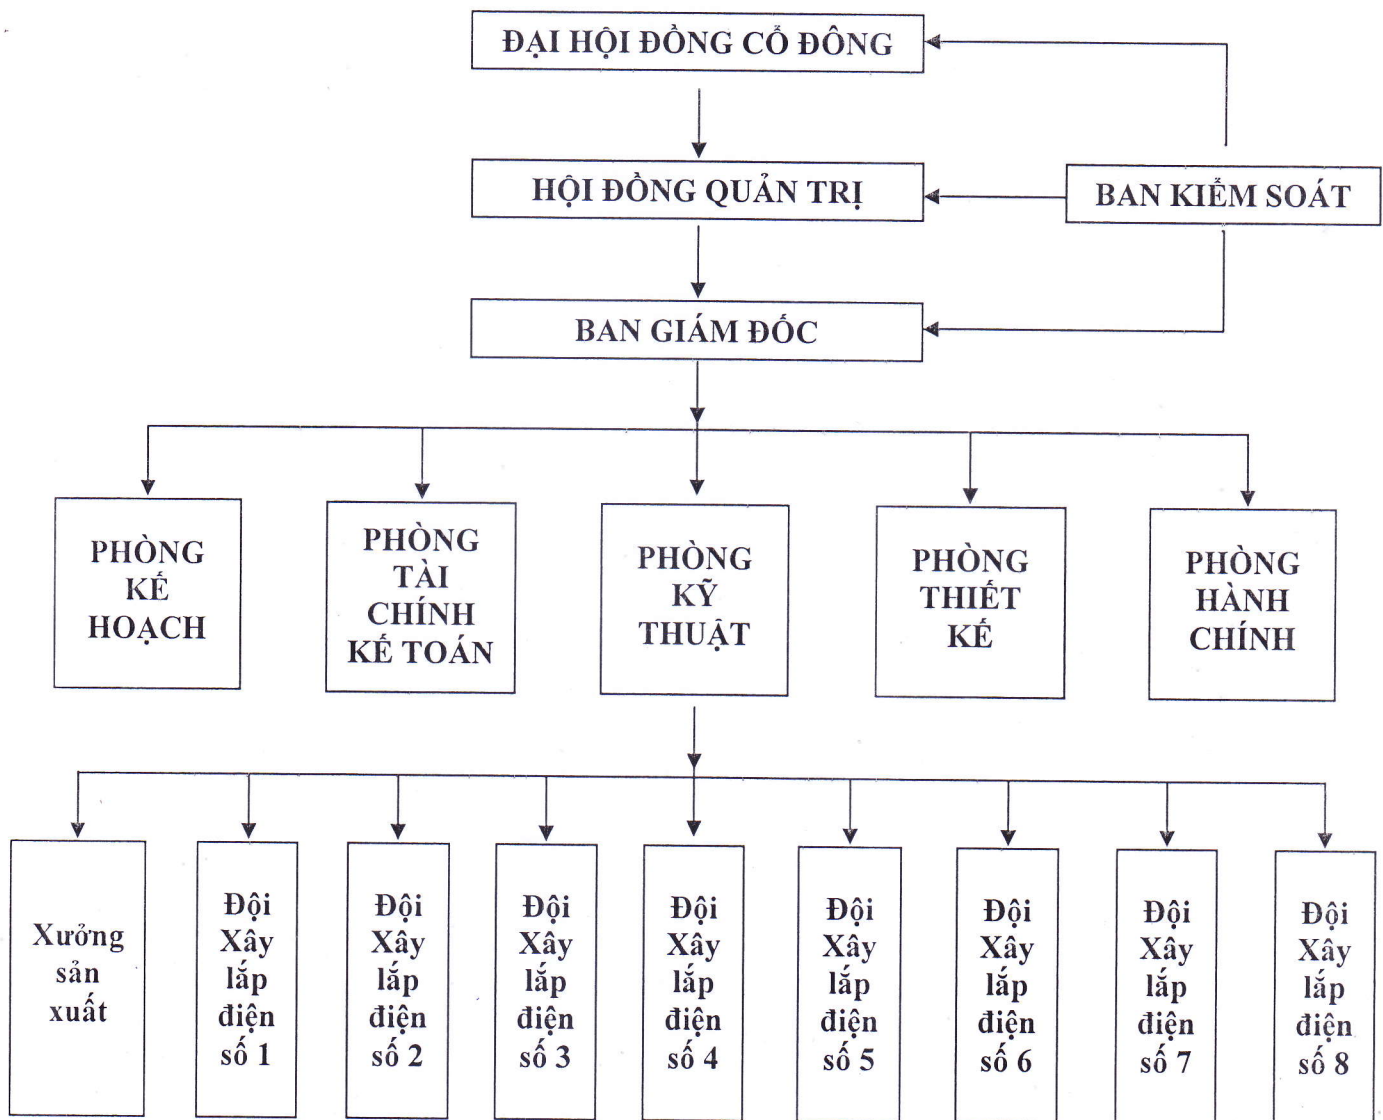 ĐẠI HỘI ĐỒNG CỔ ĐÔNG
HỘI ĐỒNG QUẢN TRỊ
BAN KIỂM SOÁT
BAN GIÁM ĐỐC
PHÒNG
KẾ
HOẠCH
PHÒNG
TÀI
CHÍNH
KẾ TOÁN
PHÒNG
KỸ
THUẬT
PHÒNG
THIẾT
KẾ
PHÒNG
HÀNH
CHÍNH
Xưởng
sản
xuất
Đội
Xây
lắp
điện
số 1
Đội
Xây
lắp
điện
số 2
Đội
Xây
lắp
điện
số 3
Đội
Xây
lắp
điện
số 4
Đội
Xây
lắp
điện
số 5
Đội
Xây
lắp
điện
số 6
Đội
Xây
lắp
điện
số 7
Đội
Xây
lắp
điện
số 8